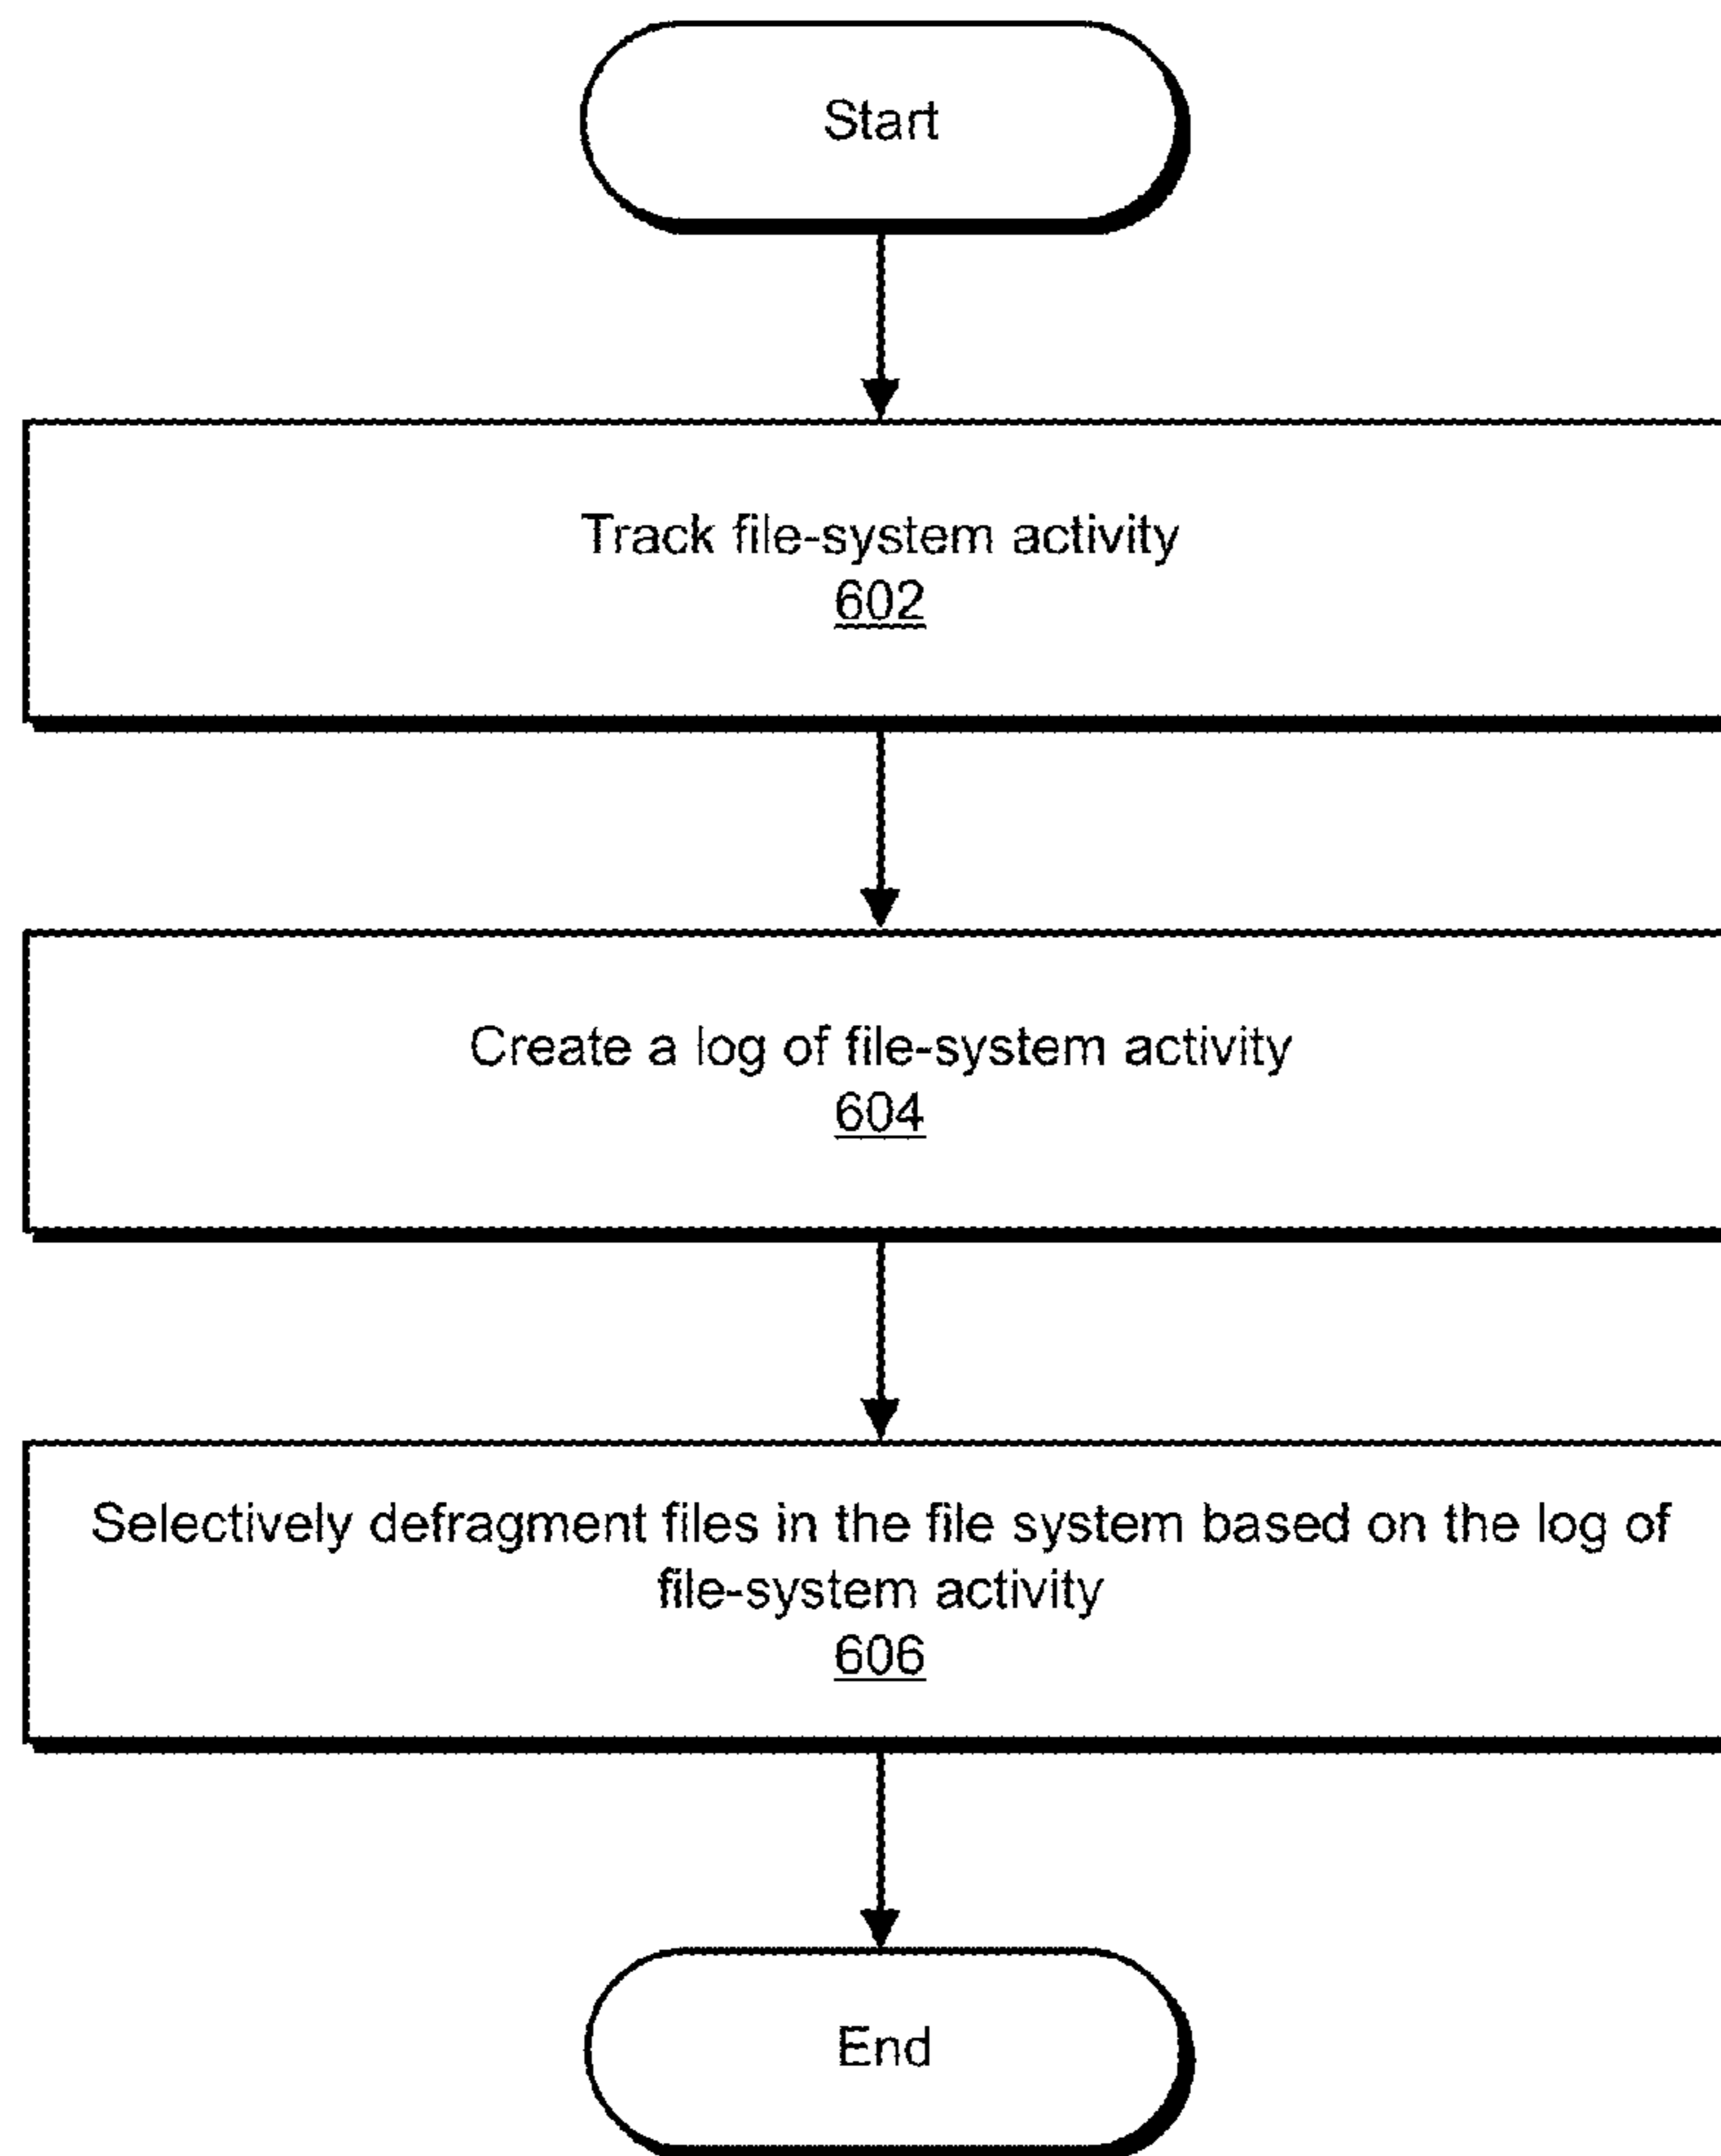 Start
Track file-system activity
602
Create a log of file-system activity
604
Selectively defragment files in the file system based on the log of
file-system activity
606
End